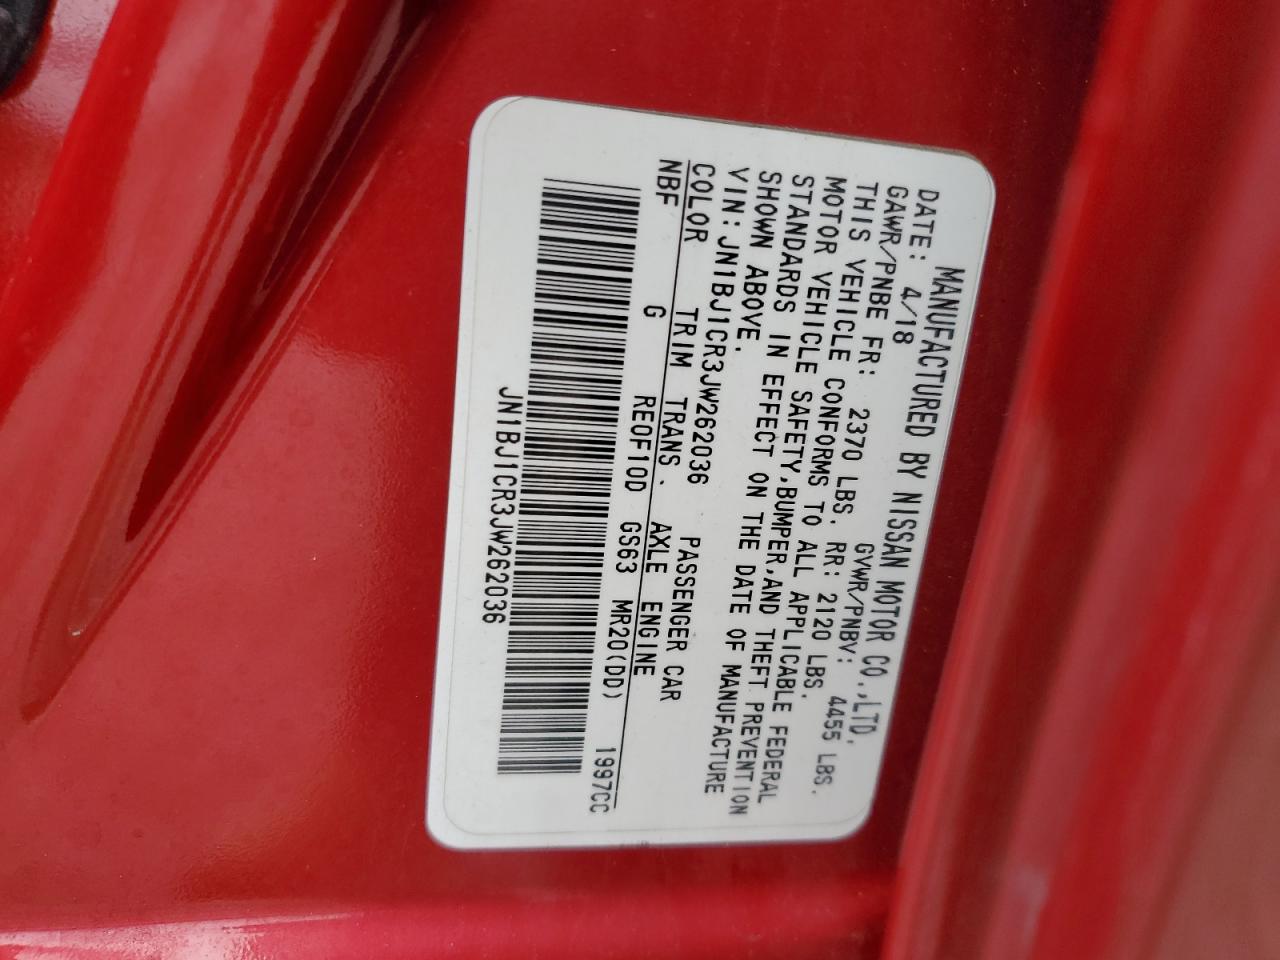 MANUFACTURED BY NISSAN MOTOR CO.,LTD.
DATE: 4/18 GVWR/PNBV: 4455 LBS.
GAWR/PNBE FR: 2370 LBS. RR: 2120 LBS.
THIS VEHICLE CONFORMS TO ALL APPLICABLE FEDERAL
MOTOR VEHICLE SAFETY,BUMPER,AND THEFT PREVENTION
STANDARDS IN EFFECT ON THE DATE OF MANUFACTURE
SHOWN ABOVE.
VIN: JN1BJ1CR3JW262036 PASSENGER CAR
COLOR TRIM TRANS. AXLE ENGINE
NBF G RE0F10D GS63 MR20(DD) 1997CC
JN1BJ1CR3JW262036